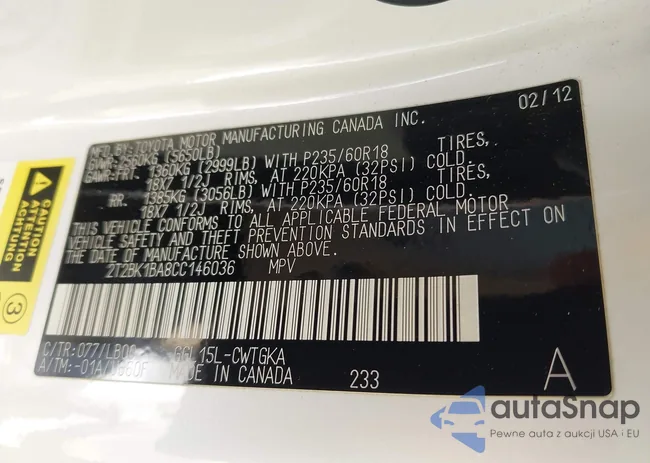 02/12
MFD BY:TOYOTA MOTOR MANUFACTURING CANADA INC.
2560KG (5650LB)
GAWR-FRT. 1360KG (2999LB) WITH P235/60R18 TIRES,
18X7 1/2J RIMS, AT 220KPA (32PSI) COLD.
RR. 1385KG (3056LB) WITH P235/60R18 TIRES,
18X7 1/2J RIMS, AT 220KPA (32PSI) COLD.
THIS VEHICLE CONFORMS TO ALL APPLICABLE FEDERAL MOTOR
VEHICLE SAFETY AND THEFT PREVENTION STANDARDS IN EFFECT ON
THE DATE OF MANUFACTURE SHOWN ABOVE.
2T2BK1BA8CC146036 MPV
C/TR: 077/LB08 GGL15L-CWTGKA
A/TM: -01A/U660F MADE IN CANADA 233 A
CAUTION
ATTENTION
ACHTUNG
3
autaSnap
Pewne auta z aukcji USA i EU